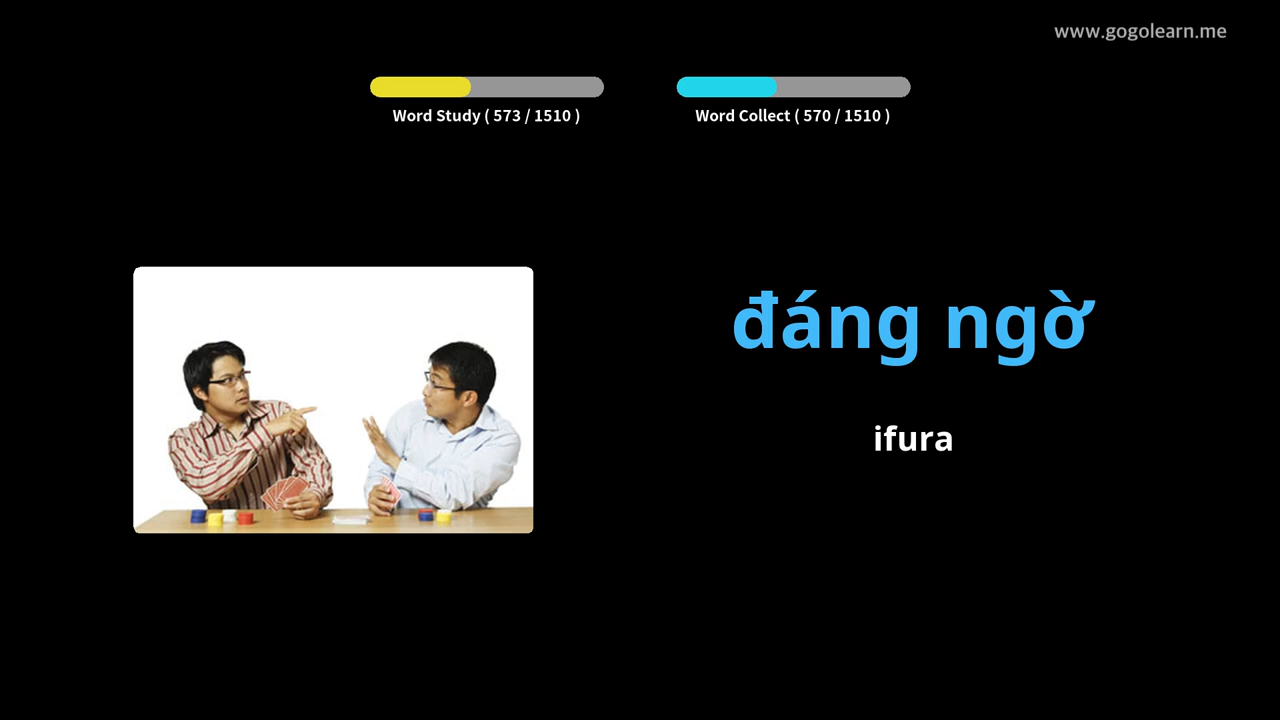 www.gogolearn.me
Word Study ( 573 / 1510 )
Word Collect ( 570 / 1510 )
đáng ngờ
ifura